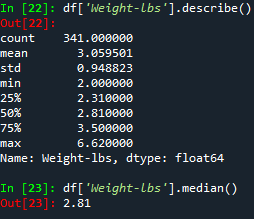 In [22]: df['Weight-lbs'].describe()
Out[22]:
count    341.000000
mean       3.059501
std        0.948823
min        2.000000
25%        2.310000
50%        2.810000
75%        3.500000
max        6.620000
Name: Weight-lbs, dtype: float64
In [23]: df['Weight-lbs'].median()
Out[23]: 2.81